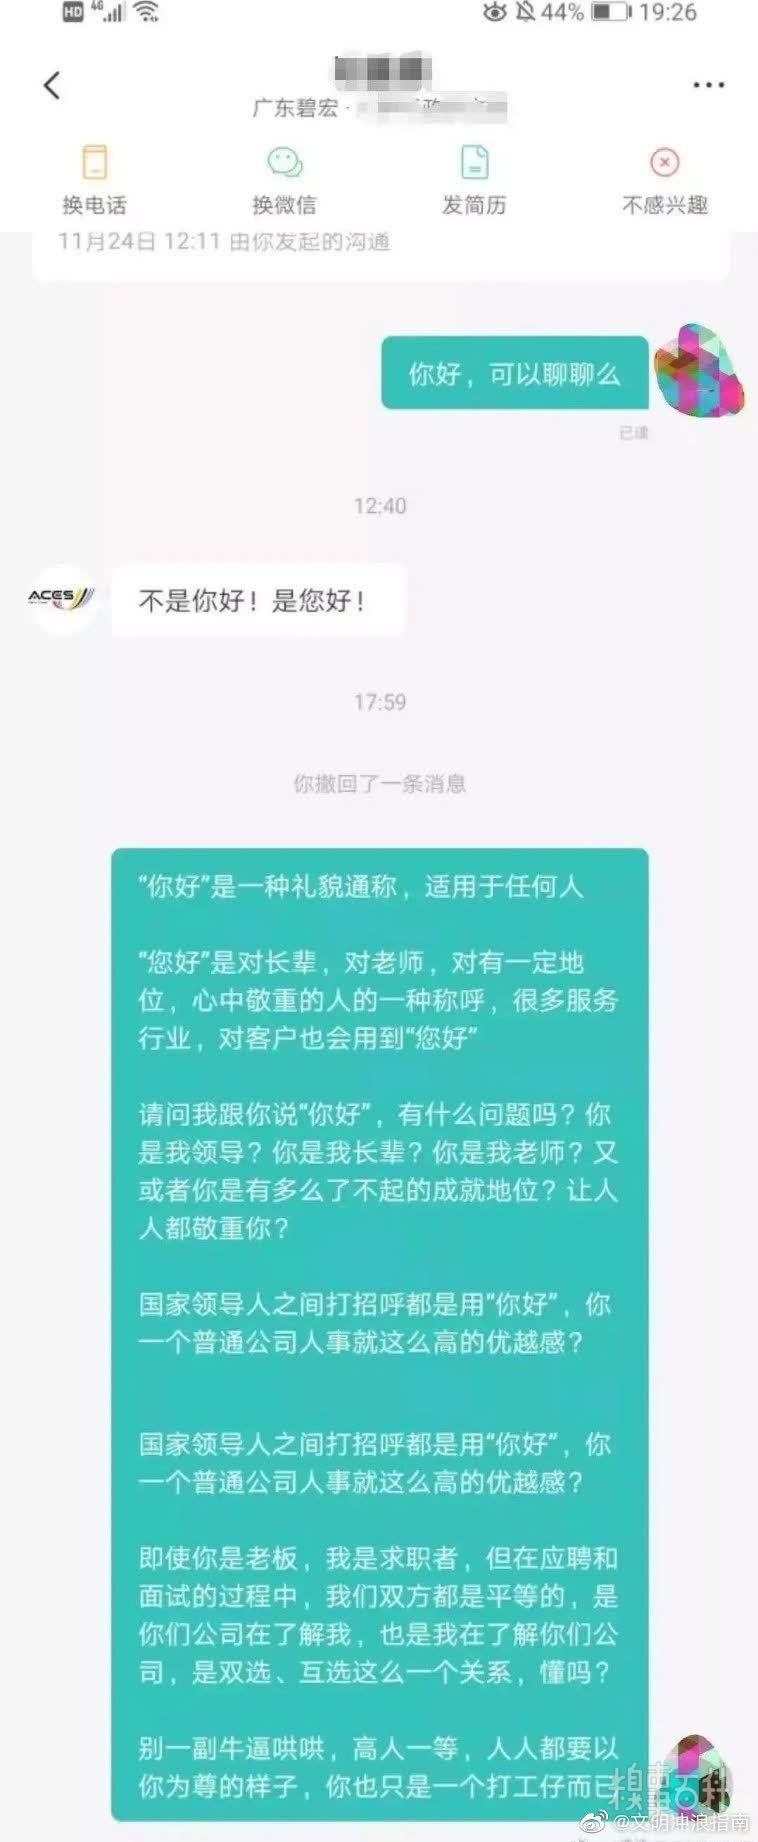 HD 4G 44% 19:26
广东碧宏·
换电话 换微信 发简历 不感兴趣
11月24日 12:11 由你发起的沟通
你好，可以聊聊么
已读
12:40
ACES
不是你好！是您好！
17:59
你撤回了一条消息
“你好”是一种礼貌通称，适用于任何人
“您好”是对长辈，对老师，对有一定地
位，心中敬重的人的一种称呼，很多服务
行业，对客户也会用到“您好”
请问我跟你说“你好”，有什么问题吗？你
是我领导？你是我长辈？你是我老师？又
或者你是有多么了不起的成就地位？让人
人都敬重你？
国家领导人之间打招呼都是用“你好”，你
一个普通公司人事就这么高的优越感？
国家领导人之间打招呼都是用“你好”，你
一个普通公司人事就这么高的优越感？
即使你是老板，我是求职者，但在应聘和
面试的过程中，我们双方都是平等的，是
你们公司在了解我，也是我在了解你们公
司，是双选、互选这么一个关系，懂吗？
别一副牛逼哄哄，高人一等，人人都要以
你为尊的样子，你也只是一个打工仔而已
糗事百科
@文明冲浪指南